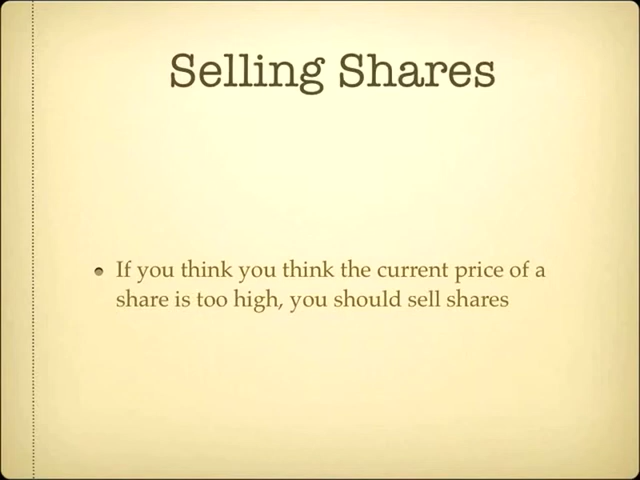 Selling Shares
If you think you think the current price of a
share is too high, you should sell shares